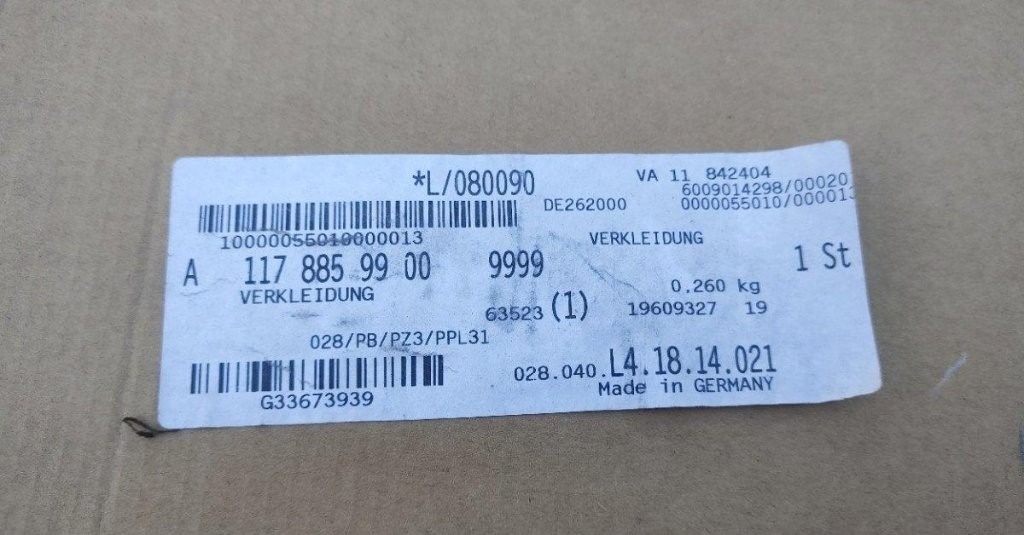 *L/080090
VA 11 842404
6009014298/00020
DE262000
0000055010/00001
10000055010000013
VERKLEIDUNG
A 117 885 99 00 9999
1 St
VERKLEIDUNG
0.260 kg
63523 (1) 19609327 19
028/PB/PZ3/PPL31
028.040.L4.18.14.021
Made in GERMANY
G33673939